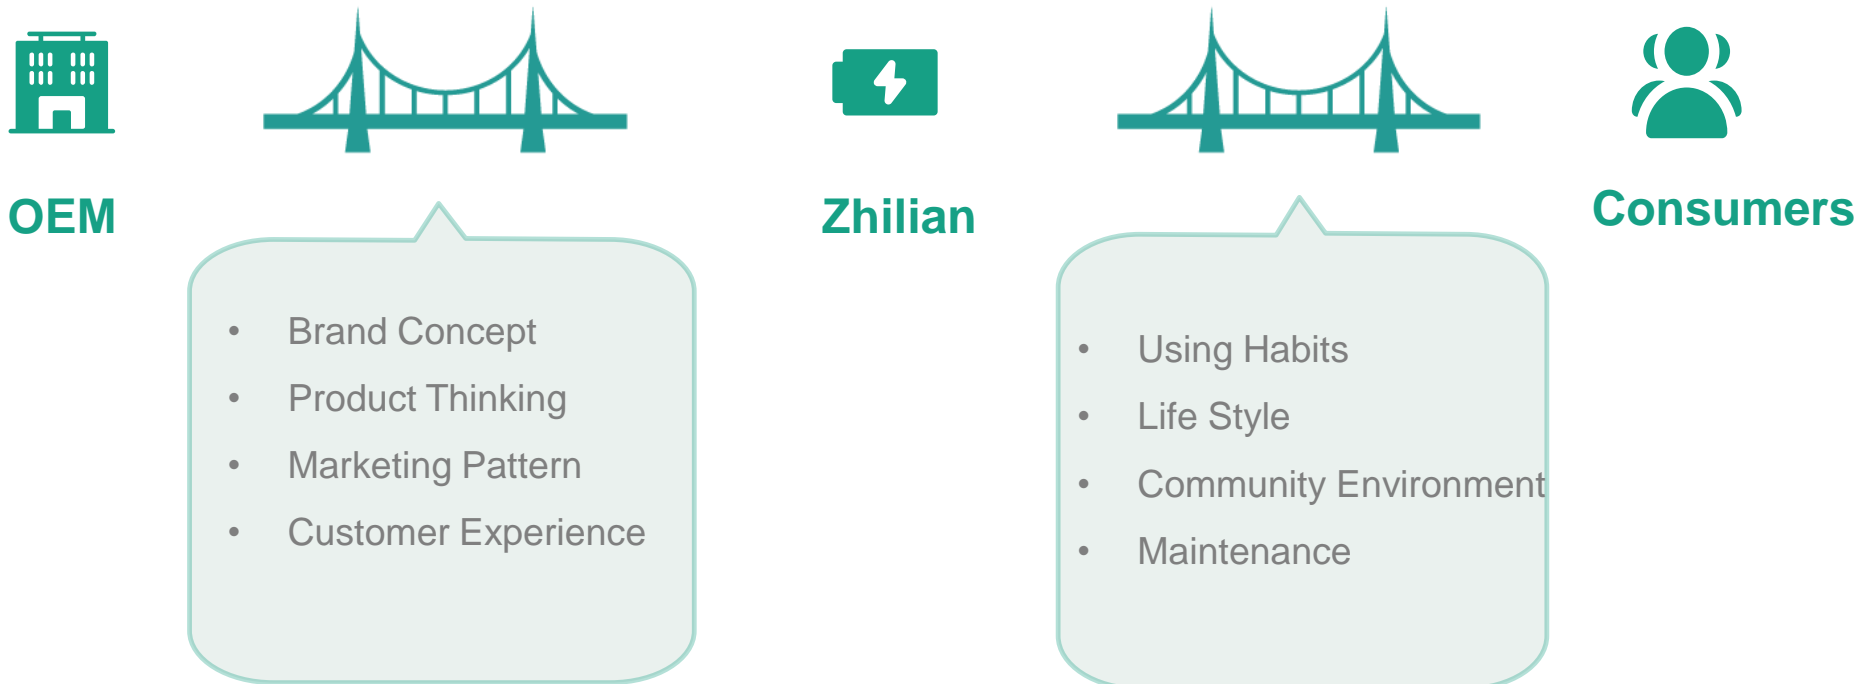 OEM
Zhilian
Consumers
• Brand Concept
• Product Thinking
• Marketing Pattern
• Customer Experience
• Using Habits
• Life Style
• Community Environment
• Maintenance